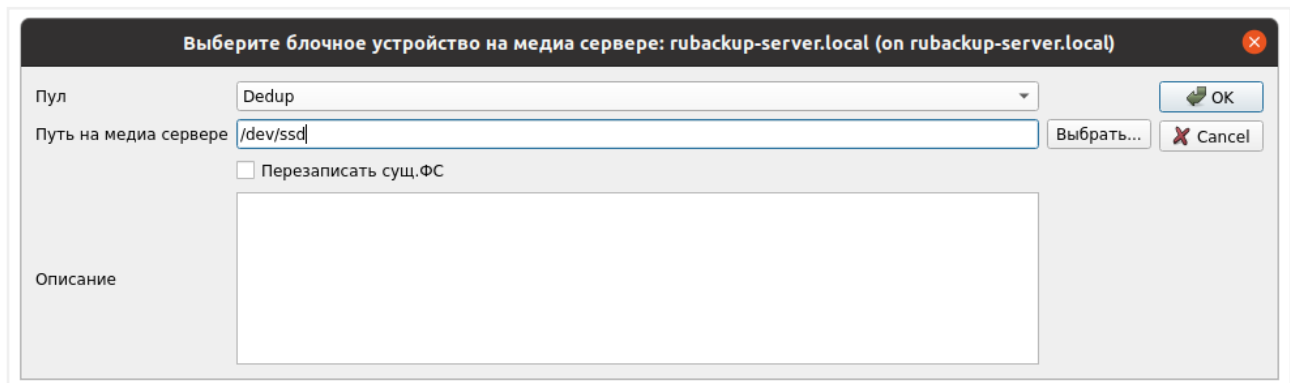 Выберите блочное устройство на медиа сервере: rubackup-server.local (on rubackup-server.local)
Пул Dedup OK
Путь на медиа сервере /dev/ssd Выбрать... Cancel
Перезаписать сущ.ФС
Описание